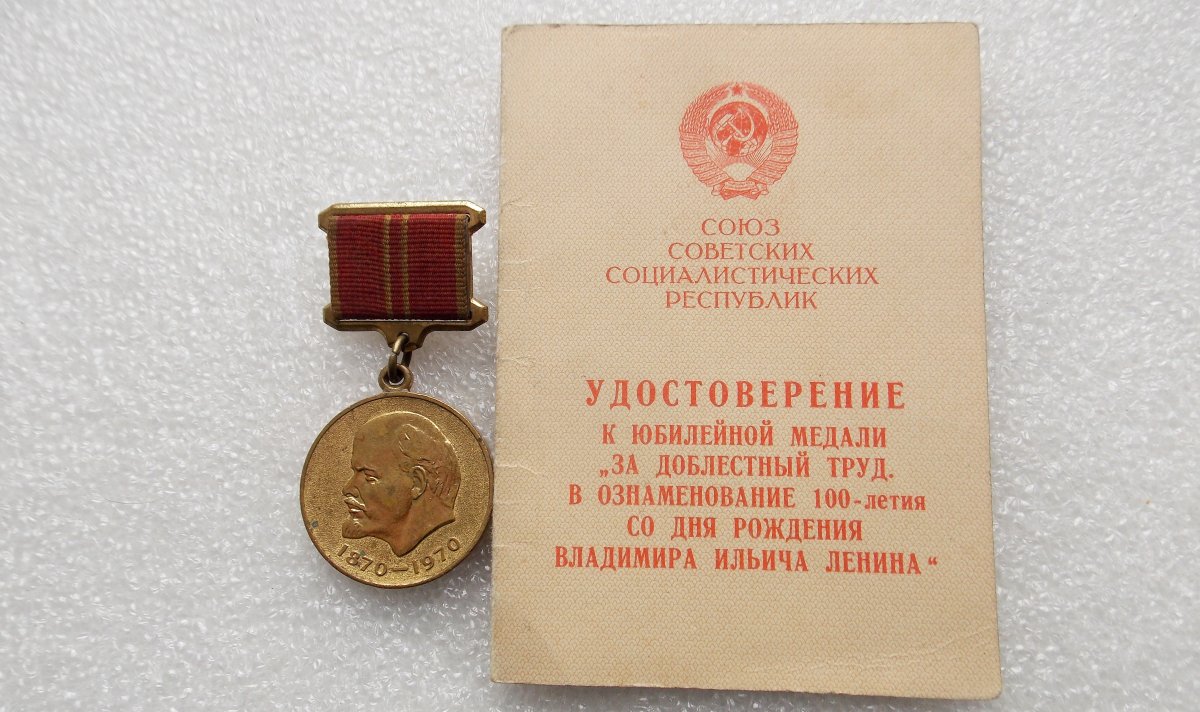 1870-1970
СОЮЗ
СОВЕТСКИХ
СОЦИАЛИСТИЧЕСКИХ
РЕСПУБЛИК
УДОСТОВЕРЕНИЕ
К ЮБИЛЕЙНОЙ МЕДАЛИ
„ЗА ДОБЛЕСТНЫЙ ТРУД.
В ОЗНАМЕНОВАНИЕ 100-летия
СО ДНЯ РОЖДЕНИЯ
ВЛАДИМИРА ИЛЬИЧА ЛЕНИНА“